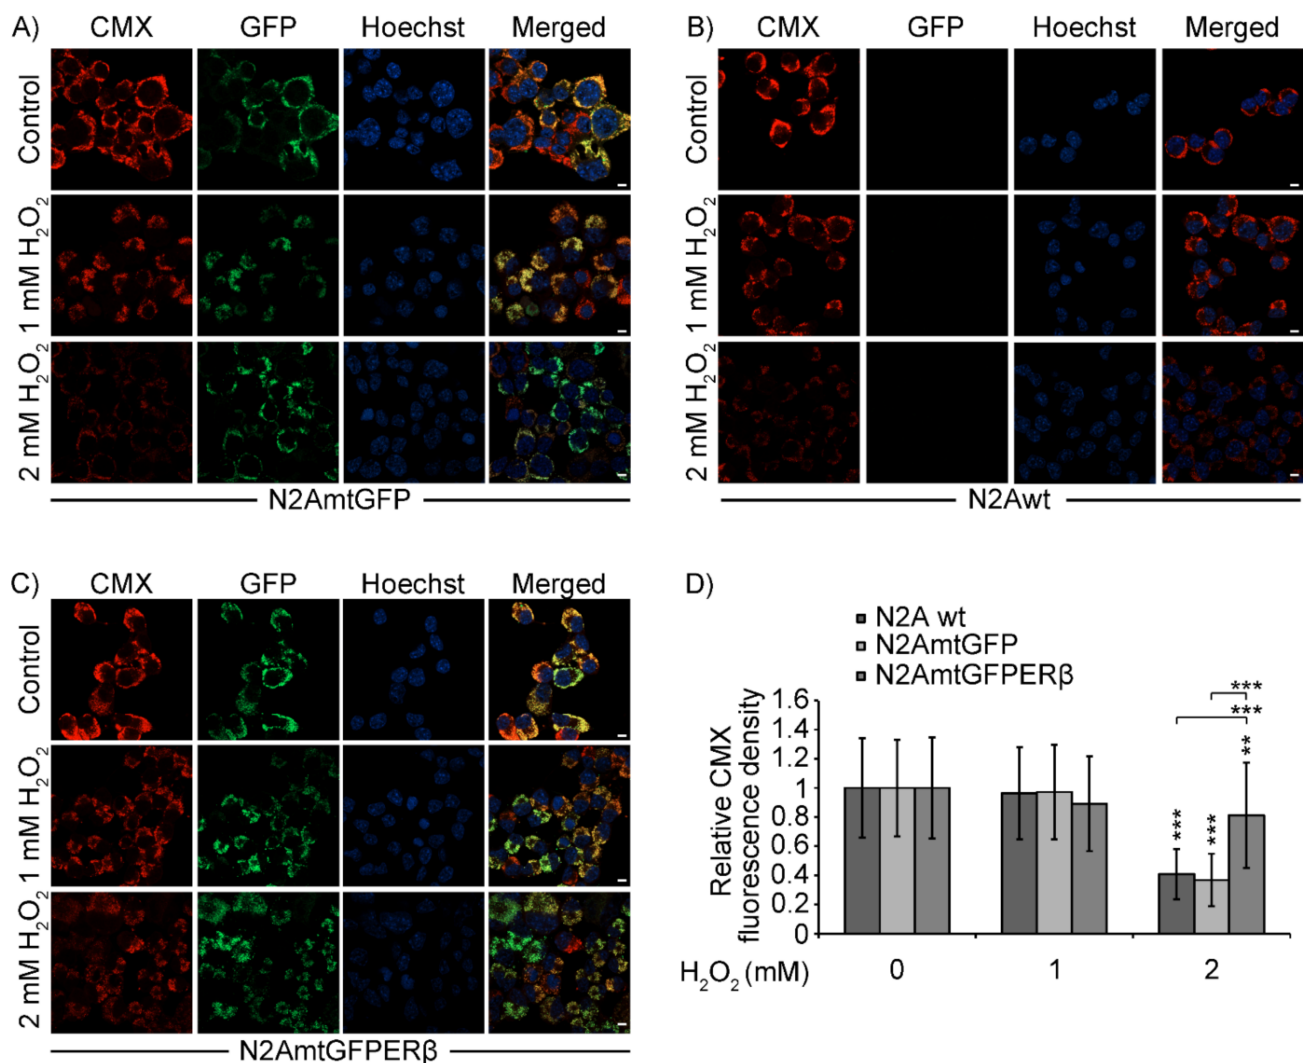 A)
CMX GFP Hoechst Merged
Control
1 mM H₂O₂
2 mM H₂O₂
N2AmtGFP
B)
CMX GFP Hoechst Merged
Control
1 mM H₂O₂
2 mM H₂O₂
N2Awt
C)
CMX GFP Hoechst Merged
Control
1 mM H₂O₂
2 mM H₂O₂
N2AmtGFPERβ
D)
N2A wt
N2AmtGFP
N2AmtGFPERβ
Relative CMX
fluorescence density
1.6
1.4
1.2
1
0.8
0.6
0.4
0.2
0
***
***
**
***
***
H₂O₂ (mM) 0 1 2